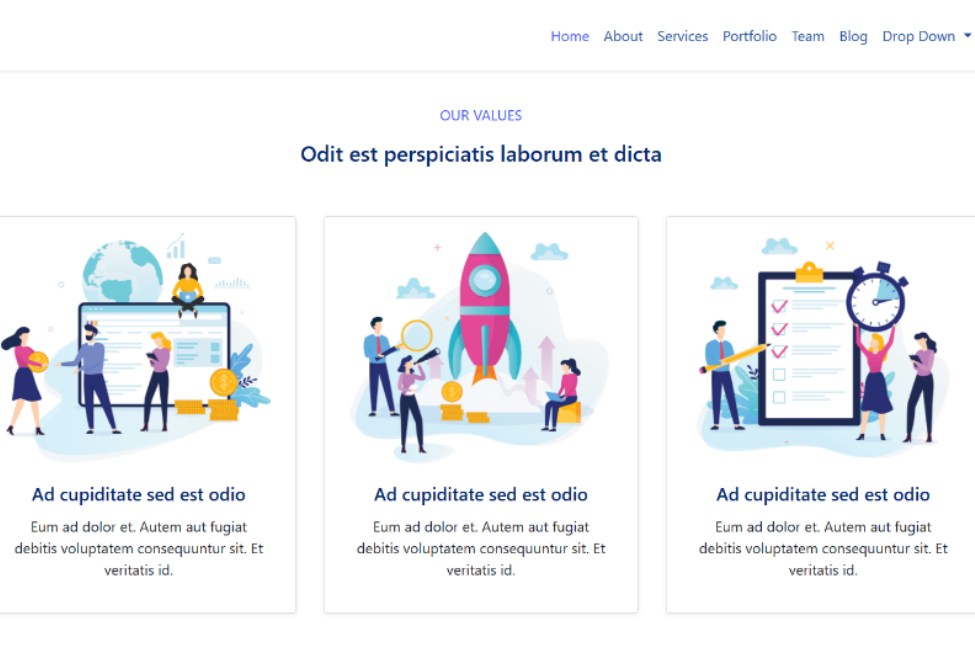 Home About Services Portfolio Team Blog Drop Down
OUR VALUES
Odit est perspiciatis laborum et dicta
Ad cupiditate sed est odio
Eum ad dolor et. Autem aut fugiat
debitis voluptatem consequuntur sit. Et
veritatis id.
Ad cupiditate sed est odio
Eum ad dolor et. Autem aut fugiat
debitis voluptatem consequuntur sit. Et
veritatis id.
Ad cupiditate sed est odio
Eum ad dolor et. Autem aut fugiat
debitis voluptatem consequuntur sit. Et
veritatis id.